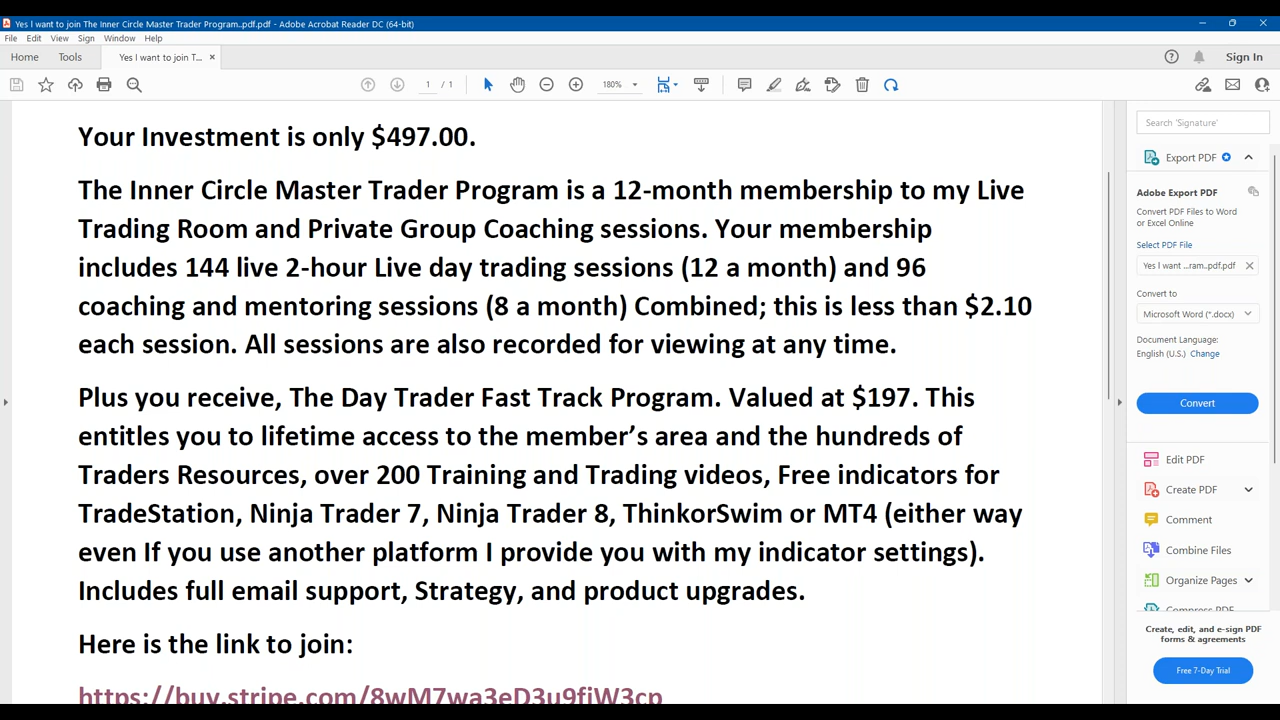 Yes I want to join The Inner Circle Master Trader Program..pdf.pdf - Adobe Acrobat Reader DC (64-bit)
File Edit View Sign Window Help
Home Tools Yes I want to join T... ×
Sign In
1 / 1
180%
Your Investment is only $497.00.
The Inner Circle Master Trader Program is a 12-month membership to my Live
Trading Room and Private Group Coaching sessions. Your membership
includes 144 live 2-hour Live day trading sessions (12 a month) and 96
coaching and mentoring sessions (8 a month) Combined; this is less than $2.10
each session. All sessions are also recorded for viewing at any time.
Plus you receive, The Day Trader Fast Track Program. Valued at $197. This
entitles you to lifetime access to the member’s area and the hundreds of
Traders Resources, over 200 Training and Trading videos, Free indicators for
TradeStation, Ninja Trader 7, Ninja Trader 8, ThinkorSwim or MT4 (either way
even If you use another platform I provide you with my indicator settings).
Includes full email support, Strategy, and product upgrades.
Here is the link to join:
https://buy.stripe.com/8wM7wa3eD3u9fiW3cp
Search 'Signature'
Export PDF
Adobe Export PDF
Convert PDF Files to Word
or Excel Online
Select PDF File
Yes I want ...ram..pdf.pdf
Convert to
Microsoft Word (*.docx)
Document Language:
English (U.S.) Change
Convert
Edit PDF
Create PDF
Comment
Combine Files
Organize Pages
Compress PDF
Create, edit, and e-sign PDF
forms & agreements
Free 7-Day Trial